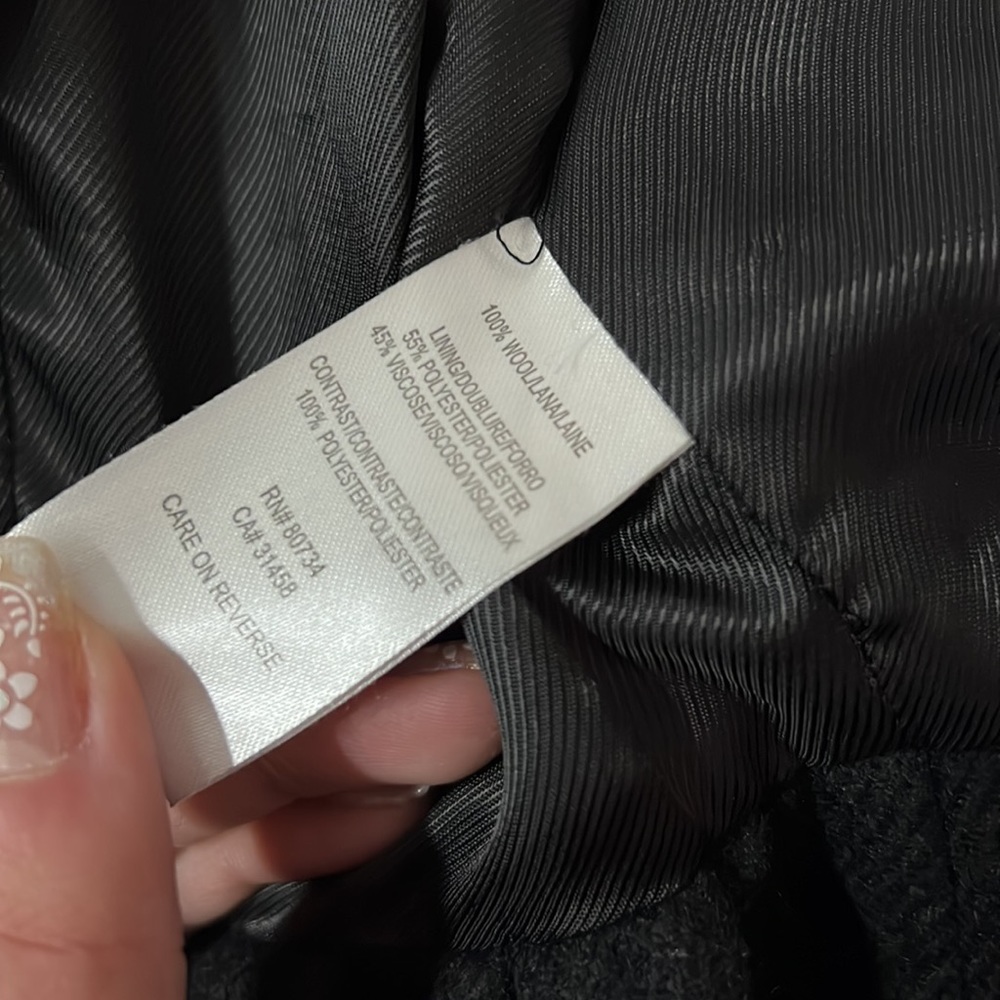 100% WOOL/LANA/LAINE
LINING/DOUBLURE/FORRO
55% POLYESTER/POLIESTER
45% VISCOSE/VISCOSO/VISQUEUX
CONTRAST/CONTRASTE/CONTRASTE
100% POLYESTER/POLIESTER
RN# 80734
CA# 31458
CARE ON REVERSE